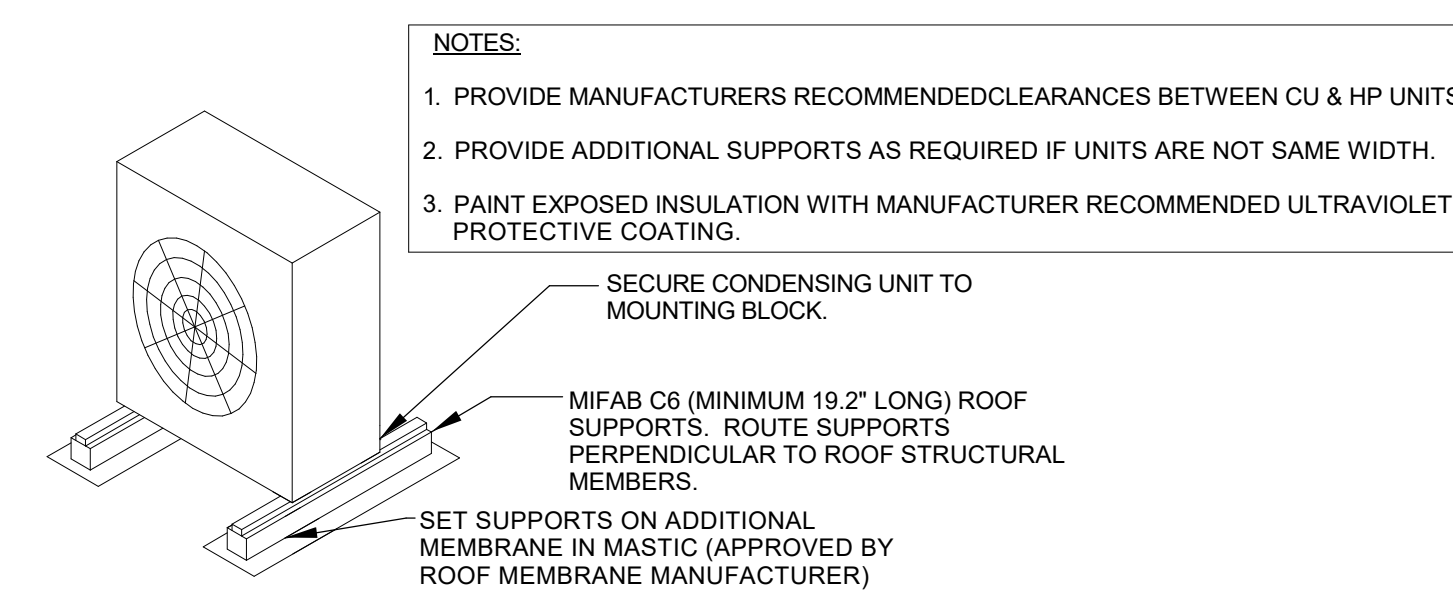 NOTES:
1. PROVIDE MANUFACTURERS RECOMMENDEDCLEARANCES BETWEEN CU & HP UNITS
2. PROVIDE ADDITIONAL SUPPORTS AS REQUIRED IF UNITS ARE NOT SAME WIDTH.
3. PAINT EXPOSED INSULATION WITH MANUFACTURER RECOMMENDED ULTRAVIOLET
PROTECTIVE COATING.
SECURE CONDENSING UNIT TO
MOUNTING BLOCK.
MIFAB C6 (MINIMUM 19.2" LONG) ROOF
SUPPORTS. ROUTE SUPPORTS
PERPENDICULAR TO ROOF STRUCTURAL
MEMBERS.
SET SUPPORTS ON ADDITIONAL
MEMBRANE IN MASTIC (APPROVED BY
ROOF MEMBRANE MANUFACTURER)